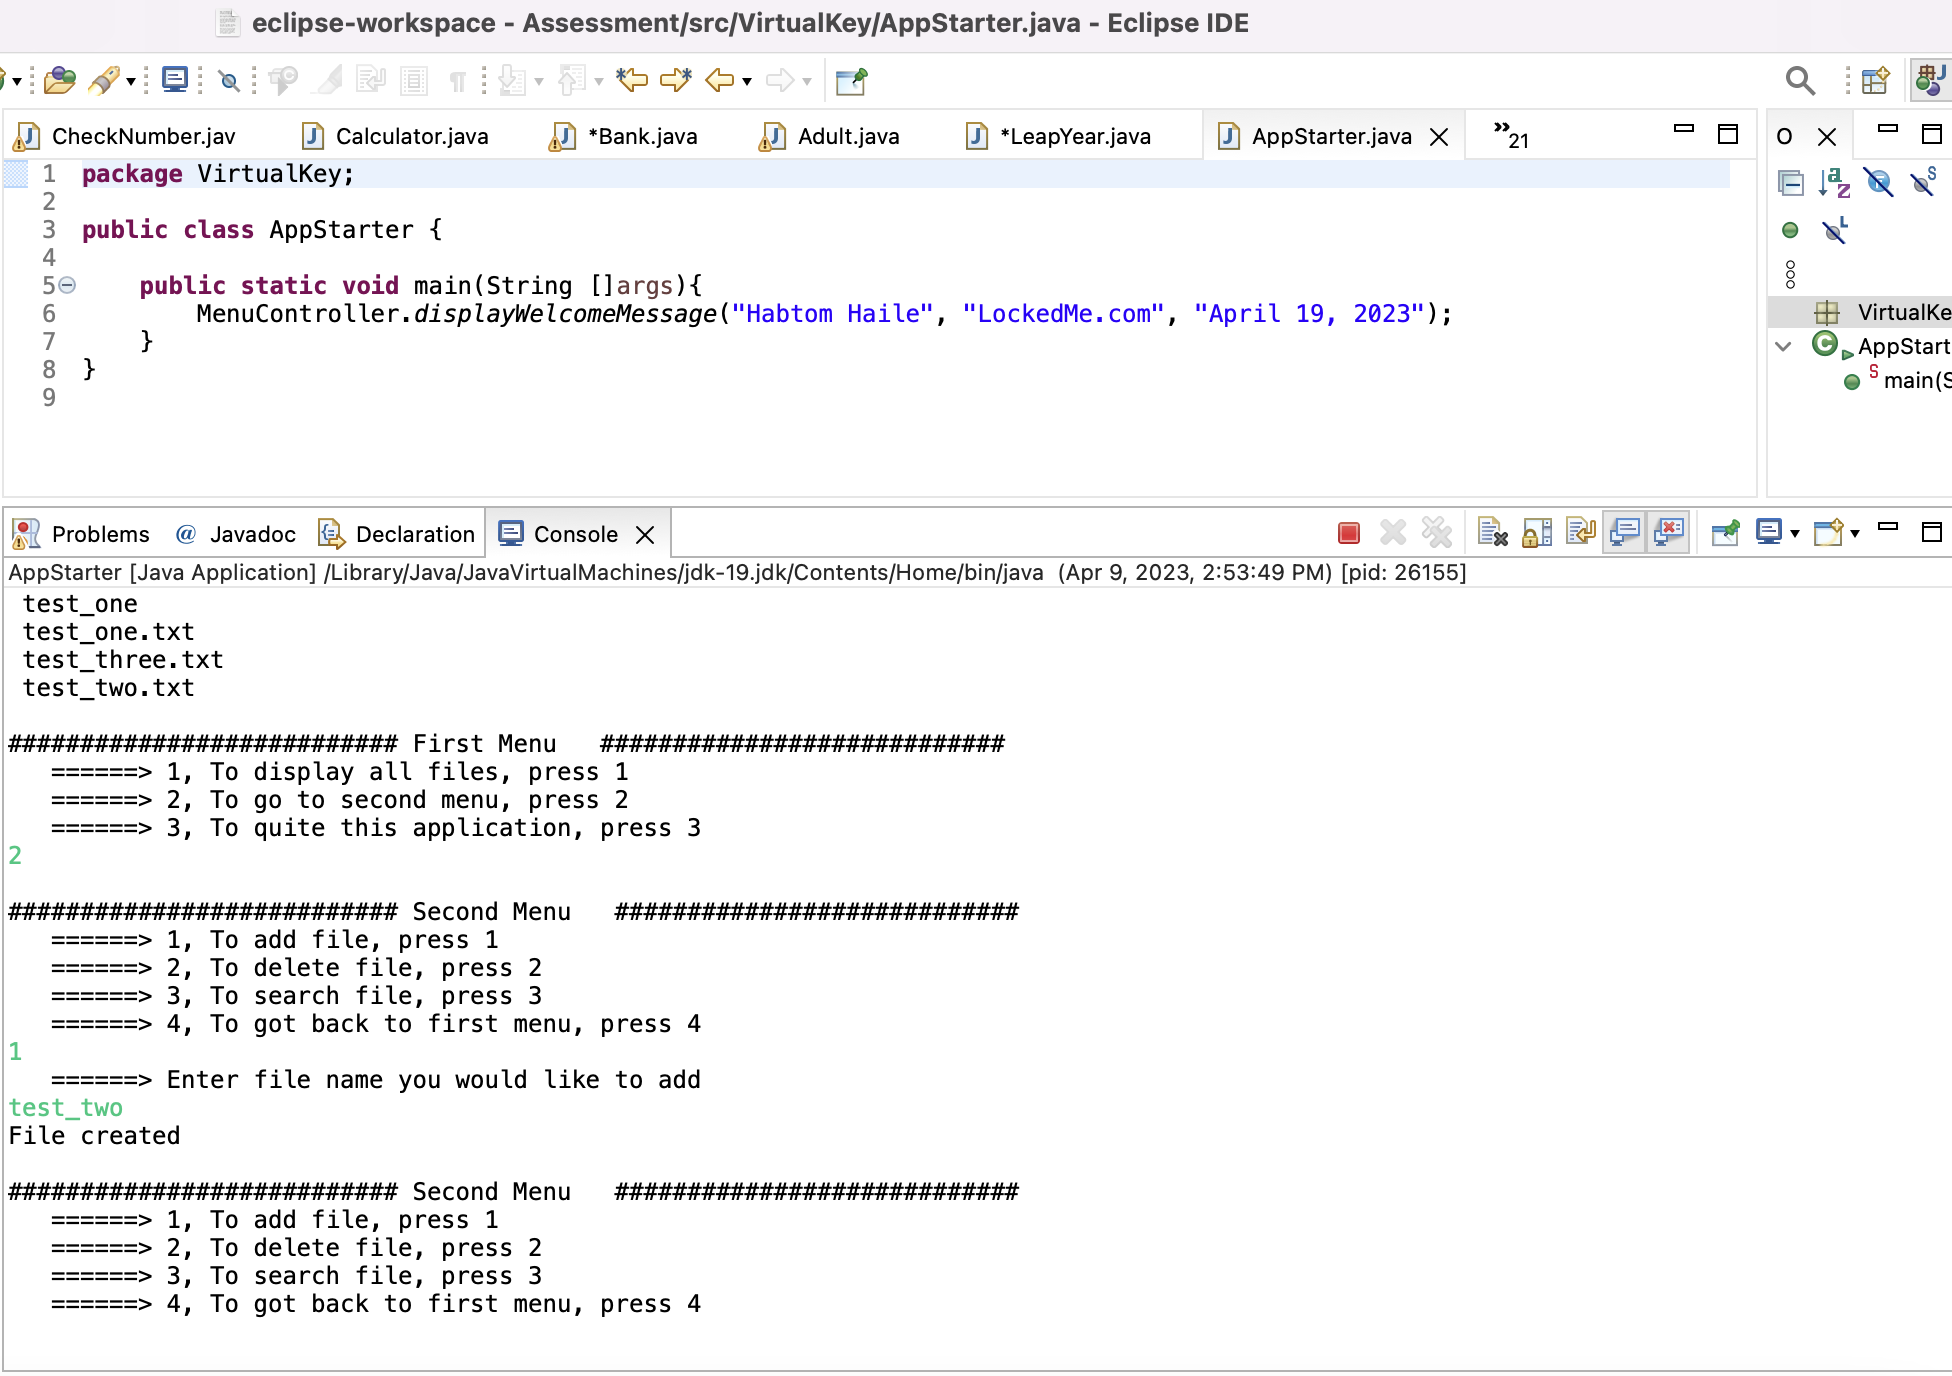 eclipse-workspace - Assessment/src/VirtualKey/AppStarter.java - Eclipse IDE
CheckNumber.jav Calculator.java *Bank.java Adult.java *LeapYear.java AppStarter.java »21 O
1 package VirtualKey;
2
3 public class AppStarter {
4
5 public static void main(String []args){
6 MenuController.displayWelcomeMessage("Habtom Haile", "LockedMe.com", "April 19, 2023");
7 }
8 }
9
VirtualKe
AppStart
main(S
Problems @ Javadoc Declaration Console
AppStarter [Java Application] /Library/Java/JavaVirtualMachines/jdk-19.jdk/Contents/Home/bin/java (Apr 9, 2023, 2:53:49 PM) [pid: 26155]
test_one
test_one.txt
test_three.txt
test_two.txt
########################### First Menu ############################
======> 1, To display all files, press 1
======> 2, To go to second menu, press 2
======> 3, To quite this application, press 3
2
########################### Second Menu ############################
======> 1, To add file, press 1
======> 2, To delete file, press 2
======> 3, To search file, press 3
======> 4, To got back to first menu, press 4
1
======> Enter file name you would like to add
test_two
File created
########################### Second Menu ############################
======> 1, To add file, press 1
======> 2, To delete file, press 2
======> 3, To search file, press 3
======> 4, To got back to first menu, press 4